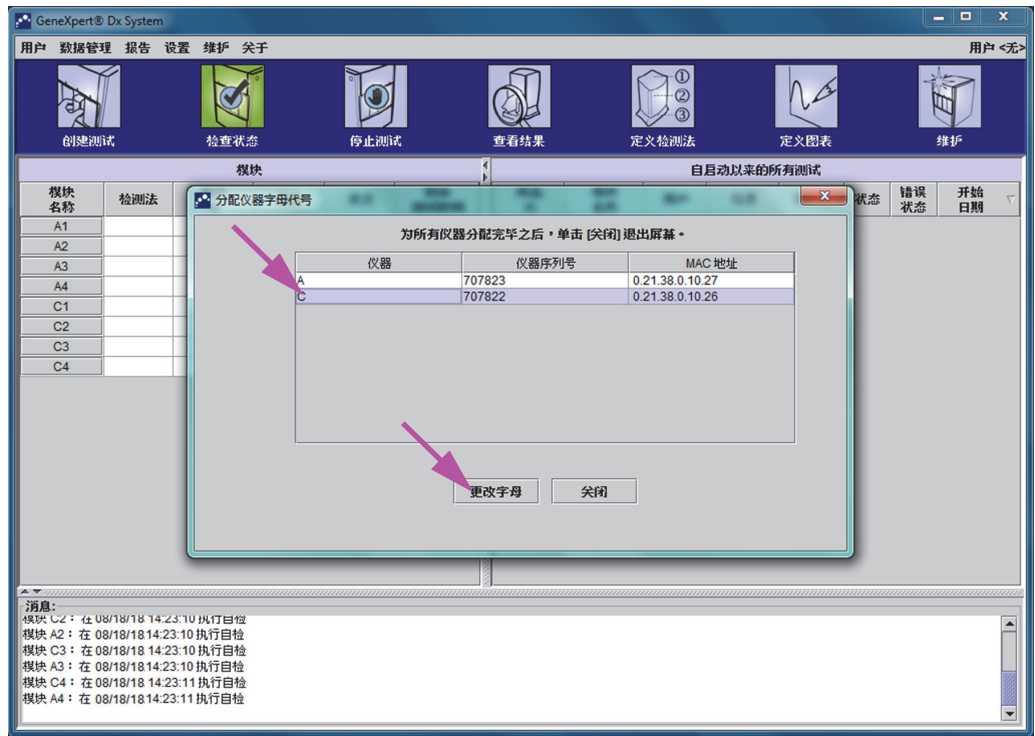 GeneXpert® Dx System
用户 数据管理 报告 设置 维护 关于 用户 <无>
创建测试 检查状态 停止测试 查看结果 定义检测法 定义图表 维护
① ② ③
模块 自启动以来的所有测试
模块名称 检测法 状态 错误状态 开始日期
分配仪器字母代号
为所有仪器分配完毕之后，单击 [关闭] 退出屏幕。
仪器 仪器序列号 MAC 地址
A 707823 0.21.38.0.10.27
C 707822 0.21.38.0.10.26
A1
A2
A3
A4
C1
C2
C3
C4
更改字母 关闭
消息:
模块 C2： 在 08/18/18 14:23:10 执行自检
模块 A2： 在 08/18/18 14:23:10 执行自检
模块 C3： 在 08/18/18 14:23:10 执行自检
模块 A3： 在 08/18/18 14:23:10 执行自检
模块 C4： 在 08/18/18 14:23:11 执行自检
模块 A4： 在 08/18/18 14:23:11 执行自检